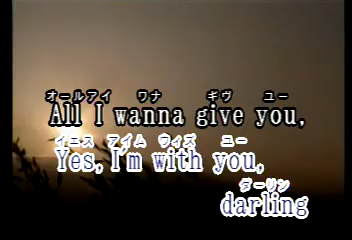 オールアイ ワナ ギヴ ユー
All I wanna give you,
イエス アイム ウィズ ユー
Yes, I'm with you,
ダーリン
darling